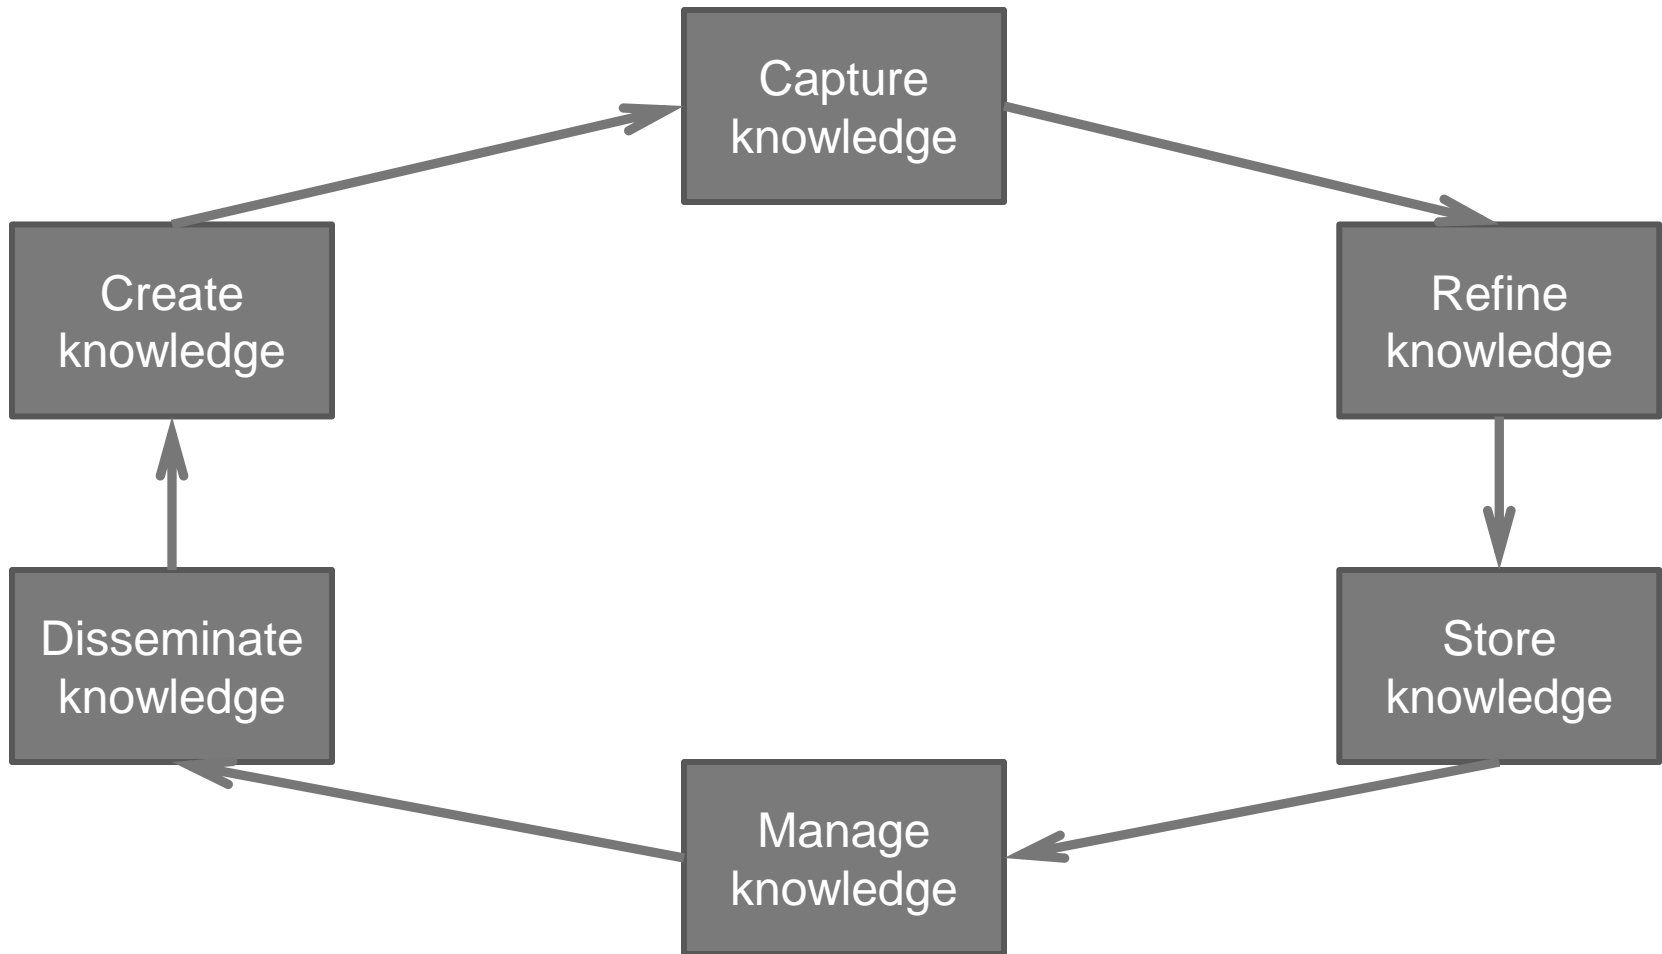 Capture
knowledge
Create
knowledge
Refine
knowledge
Disseminate
knowledge
Store
knowledge
Manage
knowledge